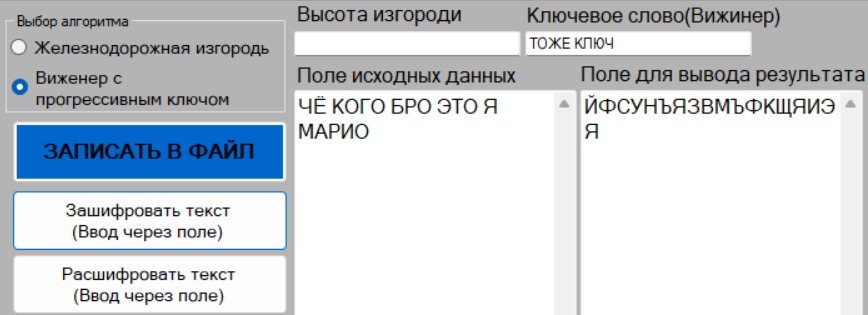 Выбор алгоритма
Железнодорожная изгородь
Виженер с
прогрессивным ключом
ЗАПИСАТЬ В ФАЙЛ
Зашифровать текст
(Ввод через поле)
Расшифровать текст
(Ввод через поле)
Высота изгороди
Ключевое слово(Вижинер)
ТОЖЕ КЛЮЧ
Поле исходных данных
ЧЁ КОГО БРО ЭТО Я
МАРИО
Поле для вывода результата
ЙФСУНЪЯЗВМЪФКЩЯИЭ
Я